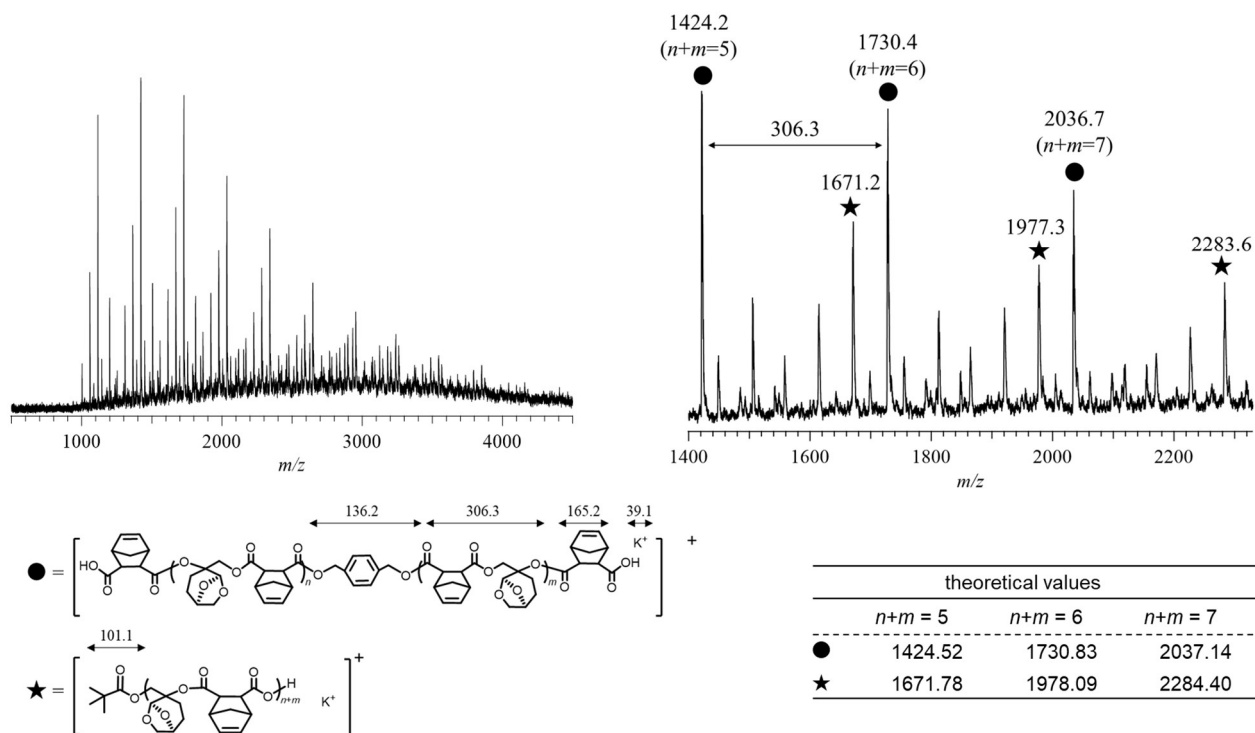 1000
2000
3000
4000
m/z
1424.2
(n+m=5)
1730.4
(n+m=6)
2036.7
(n+m=7)
306.3
1671.2
1977.3
2283.6
1400
1600
1800
2000
2200
m/z
136.2
306.3
165.2
39.1
K+
+
=
HO
O
O
O
O
O
O
O
n
O
O
O
O
O
O
O
O
O
m
O
OH
O
101.1
+
=
O
O
O
O
O
O
O
O
H
n+m
K+
theoretical values
n+m = 5 n+m = 6 n+m = 7
1424.52 1730.83 2037.14
1671.78 1978.09 2284.40